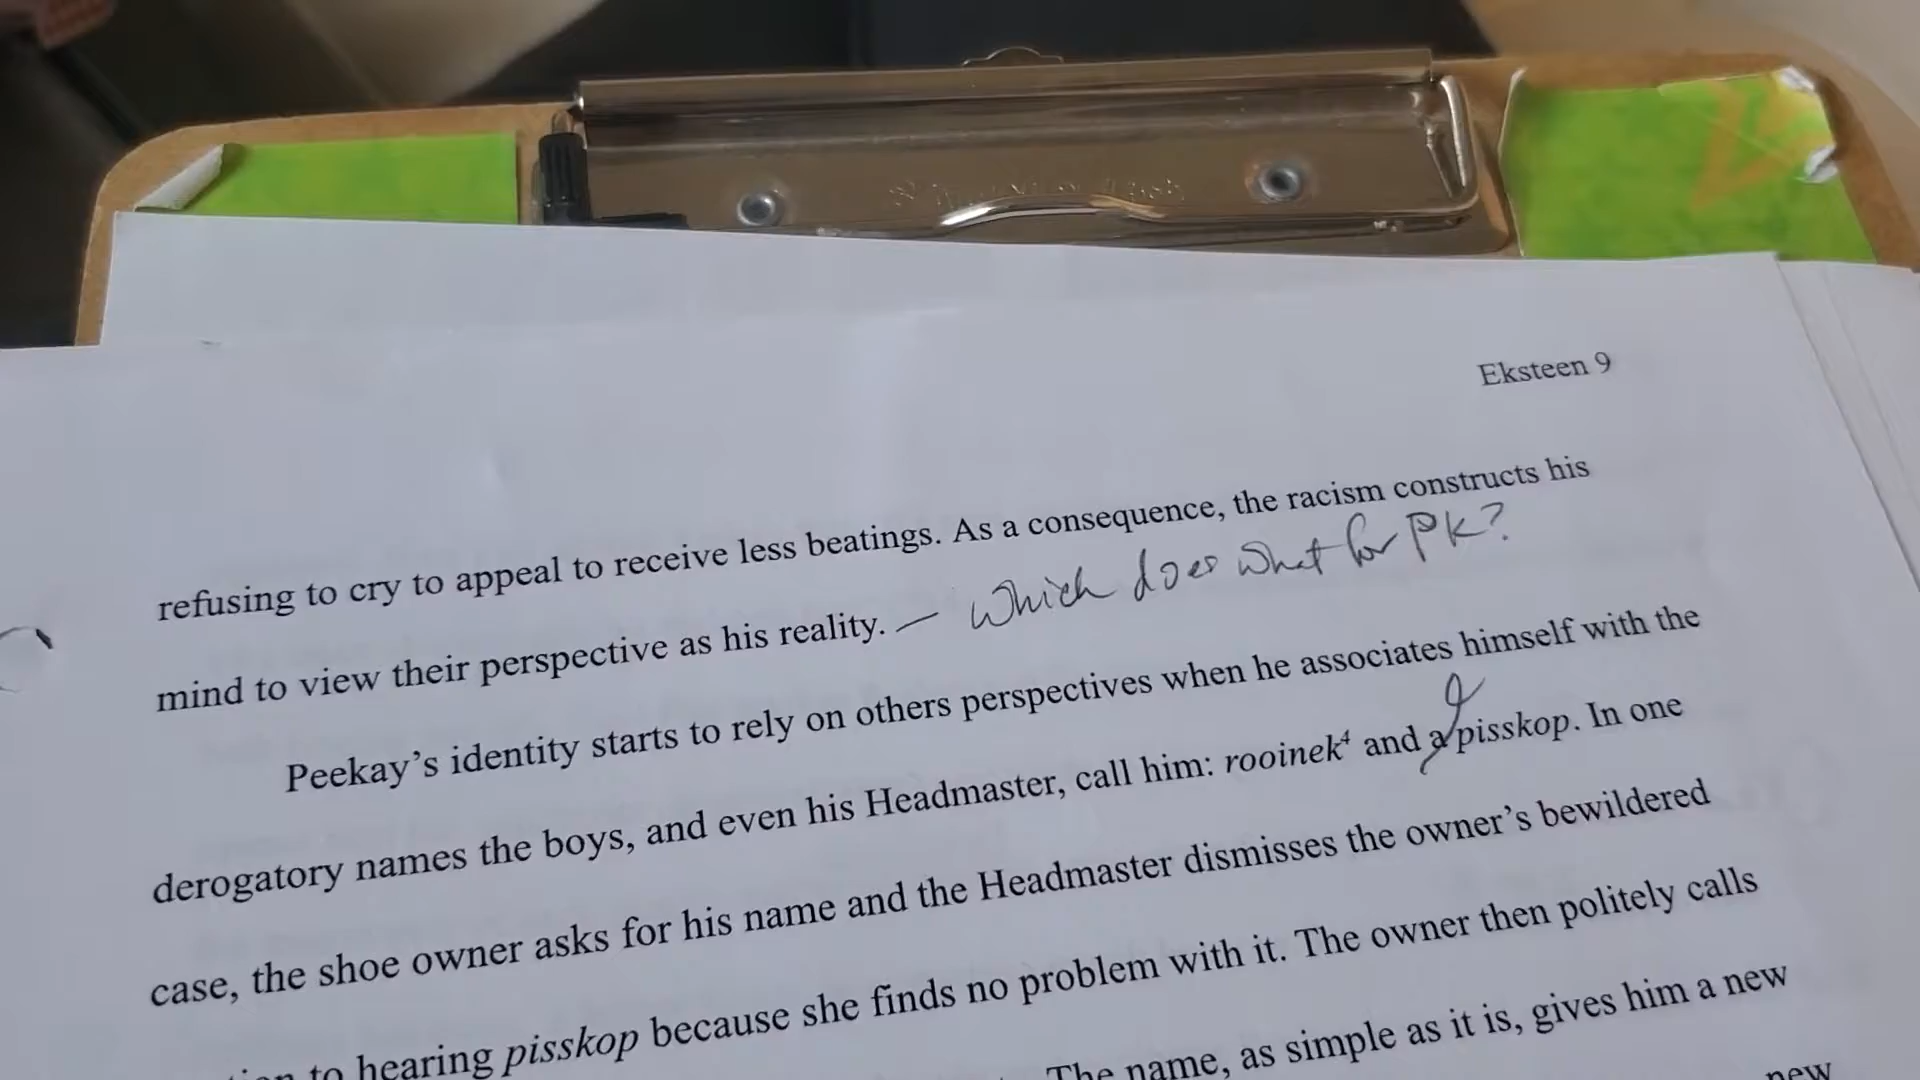 Eksteen 9
refusing to cry to appeal to receive less beatings. As a consequence, the racism constructs his
which does what for PK?
mind to view their perspective as his reality. —
Peekay’s identity starts to rely on others perspectives when he associates himself with the
derogatory names the boys, and even his Headmaster, call him: rooinek⁴ and a pisskop. In one
case, the shoe owner asks for his name and the Headmaster dismisses the owner’s bewildered
to hearing pisskop because she finds no problem with it. The owner then politely calls
The name, as simple as it is, gives him a new
new